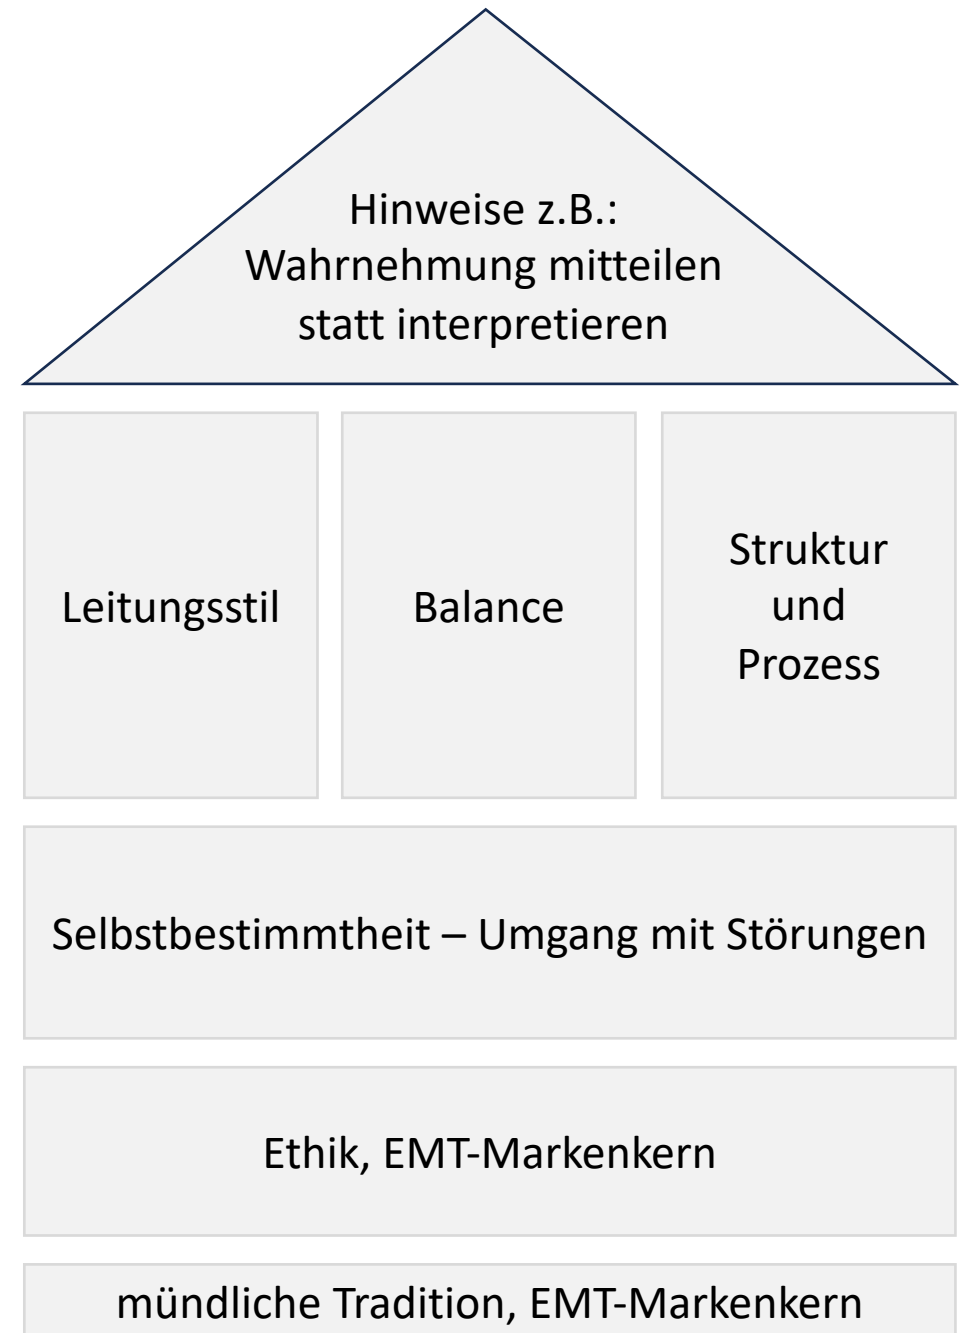 Hinweise z.B.:
Wahrnehmung mitteilen
statt interpretieren
Leitungsstil
Balance
Struktur
und
Prozess
Selbstbestimmtheit – Umgang mit Störungen
Ethik, EMT-Markenkern
mündliche Tradition, EMT-Markenkern